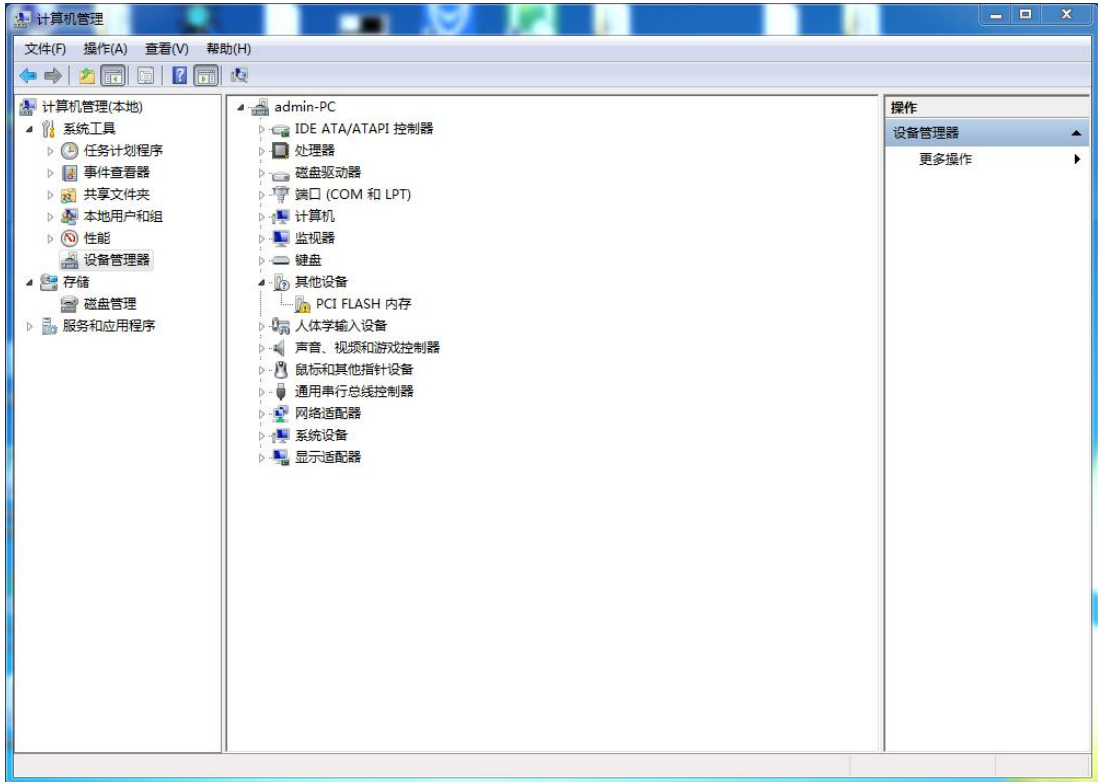 计算机管理
文件(F) 操作(A) 查看(V) 帮助(H)
计算机管理(本地)
系统工具
任务计划程序
事件查看器
共享文件夹
本地用户和组
性能
设备管理器
存储
磁盘管理
服务和应用程序
admin-PC
IDE ATA/ATAPI 控制器
处理器
磁盘驱动器
端口 (COM 和 LPT)
计算机
监视器
键盘
其他设备
PCI FLASH 内存
人体学输入设备
声音、视频和游戏控制器
鼠标和其他指针设备
通用串行总线控制器
网络适配器
系统设备
显示适配器
操作
设备管理器
更多操作